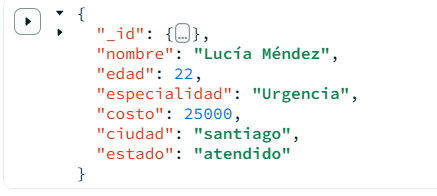 {
"_id": {…},
"nombre": "Lucía Méndez",
"edad": 22,
"especialidad": "Urgencia",
"costo": 25000,
"ciudad": "santiago",
"estado": "atendido"
}